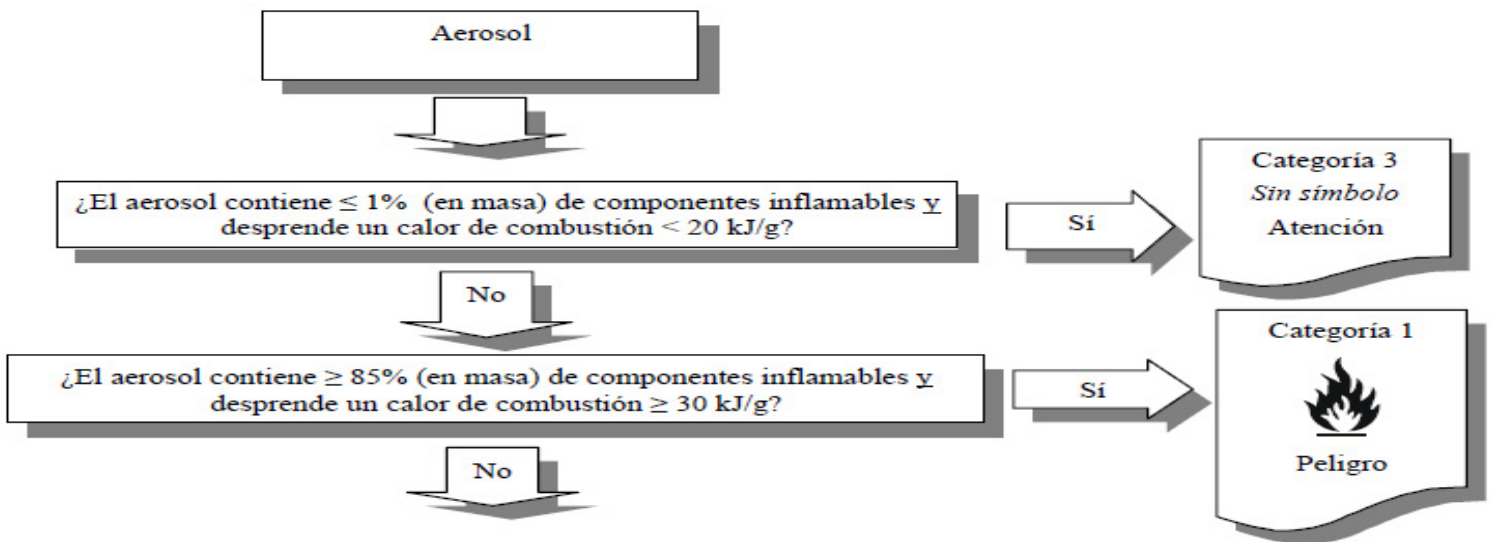 Aerosol
¿El aerosol contiene ≤ 1% (en masa) de componentes inflamables y
desprende un calor de combustión < 20 kJ/g?
Sí
Categoría 3
Sin símbolo
Atención
No
¿El aerosol contiene ≥ 85% (en masa) de componentes inflamables y
desprende un calor de combustión ≥ 30 kJ/g?
Sí
Categoría 1
Peligro
No